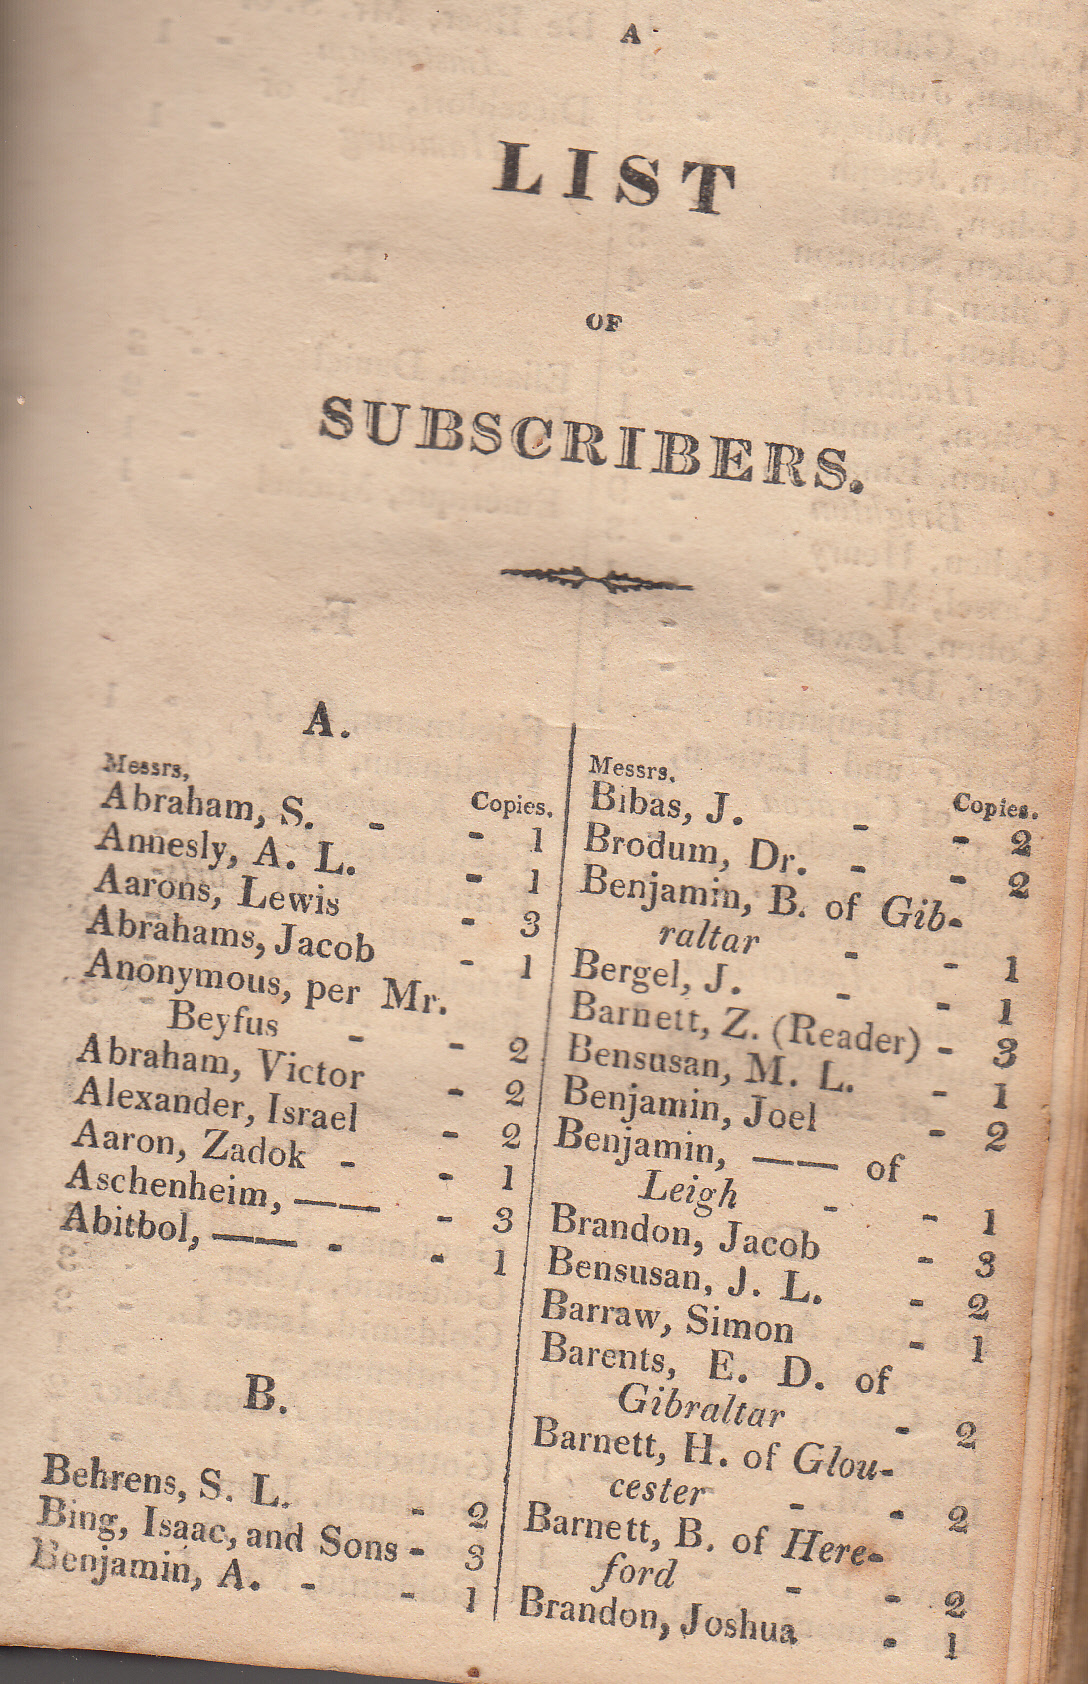 A
LIST
OF
SUBSCRIBERS.
A.
Messrs,
Copies.
Abraham, S. - - 1
Annesly, A. L. - 1
Aarons, Lewis - 3
Abrahams, Jacob - 1
Anonymous, per Mr.
Beyfus - - 2
Abraham, Victor - 2
Alexander, Israel - 2
Aaron, Zadok - - 1
Aschenheim, —— - 3
Abitbol, —— - - 1
B.
Behrens, S. L. - 2
Bing, Isaac, and Sons - 3
Benjamin, A. - - 1
Messrs.
Copies.
Bibas, J. - - 2
Brodum, Dr. - - 2
Benjamin, B. of Gib-
raltar - - 1
Bergel, J. - - 1
Barnett, Z. (Reader) - 3
Bensusan, M. L. - 1
Benjamin, Joel - 2
Benjamin, —— of
Leigh - - 1
Brandon, Jacob - 3
Bensusan, J. L. - 2
Barraw, Simon - 1
Barents, E. D. of
Gibraltar - 2
Barnett, H. of Glou-
cester - - 2
Barnett, B. of Here-
ford - - 2
Brandon, Joshua - 1